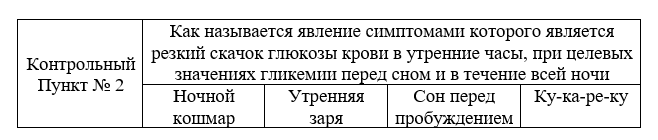 Контрольный
Пункт № 2
Как называется явление симптомами которого является
резкий скачок глюкозы крови в утренние часы, при целевых
значениях гликемии перед сном и в течение всей ночи
Ночной
кошмар
Утренняя
заря
Сон перед
пробуждением
Ку-ка-ре-ку